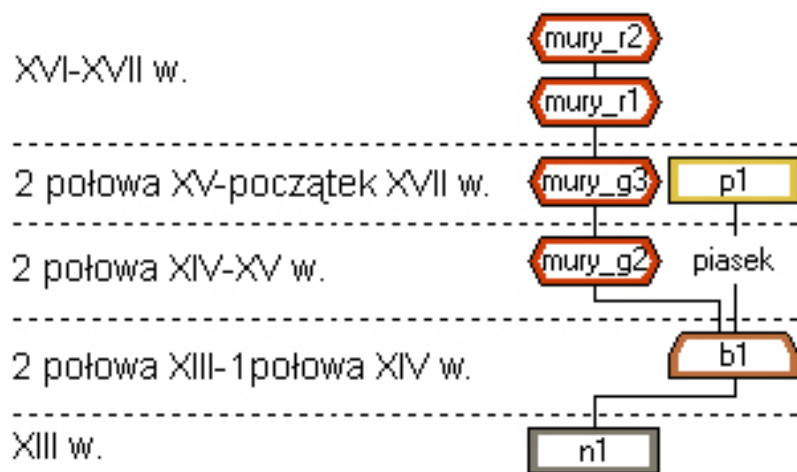 mury_r2
XVI-XVII w.
mury_r1
2 połowa XV-początek XVII w.
mury_g3
p1
2 połowa XIV-XV w.
mury_g2
piasek
2 połowa XIII-1połowa XIV w.
b1
XIII w.
n1